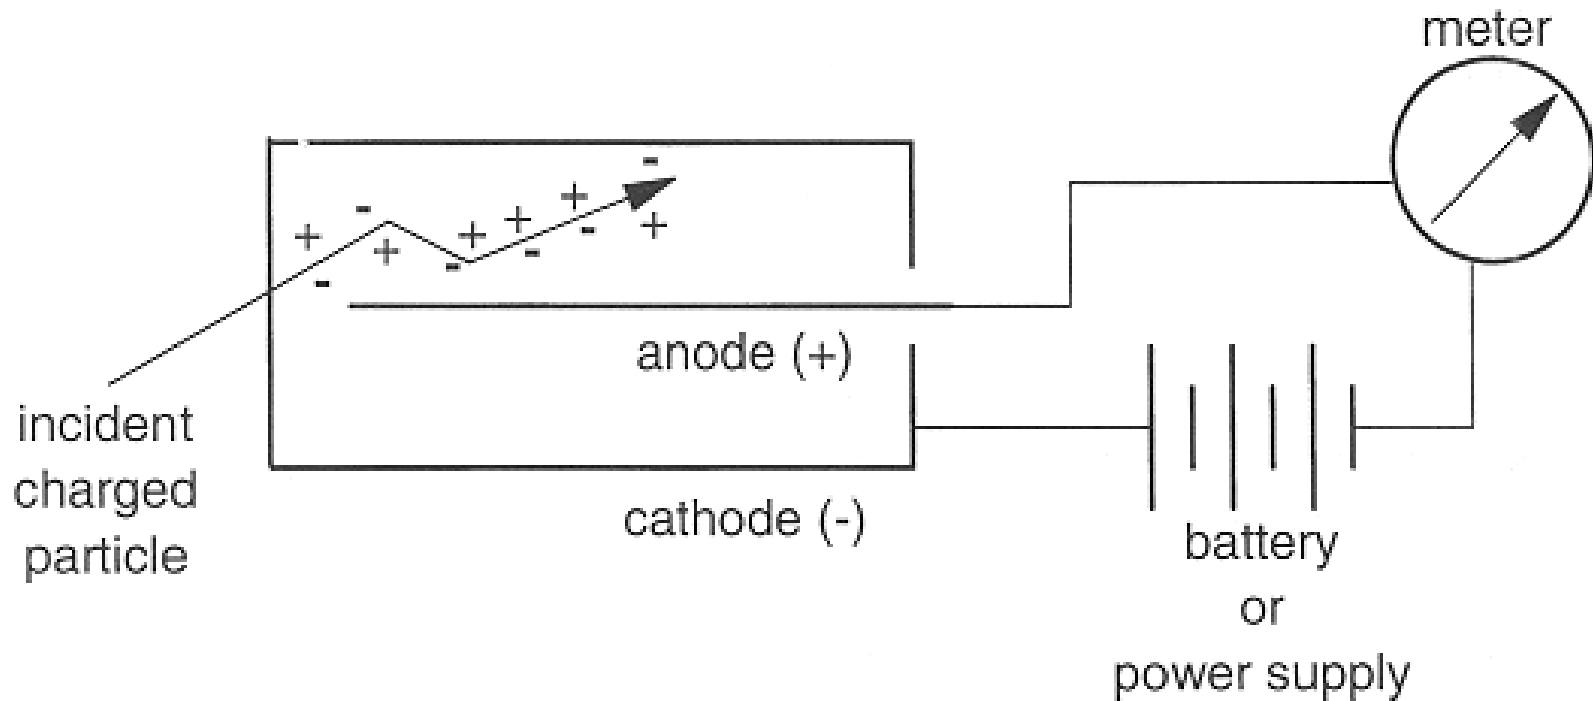 meter
- + + - + + - + - - + - -
anode (+)
incident
charged
particle
cathode (-)
battery
or
power supply